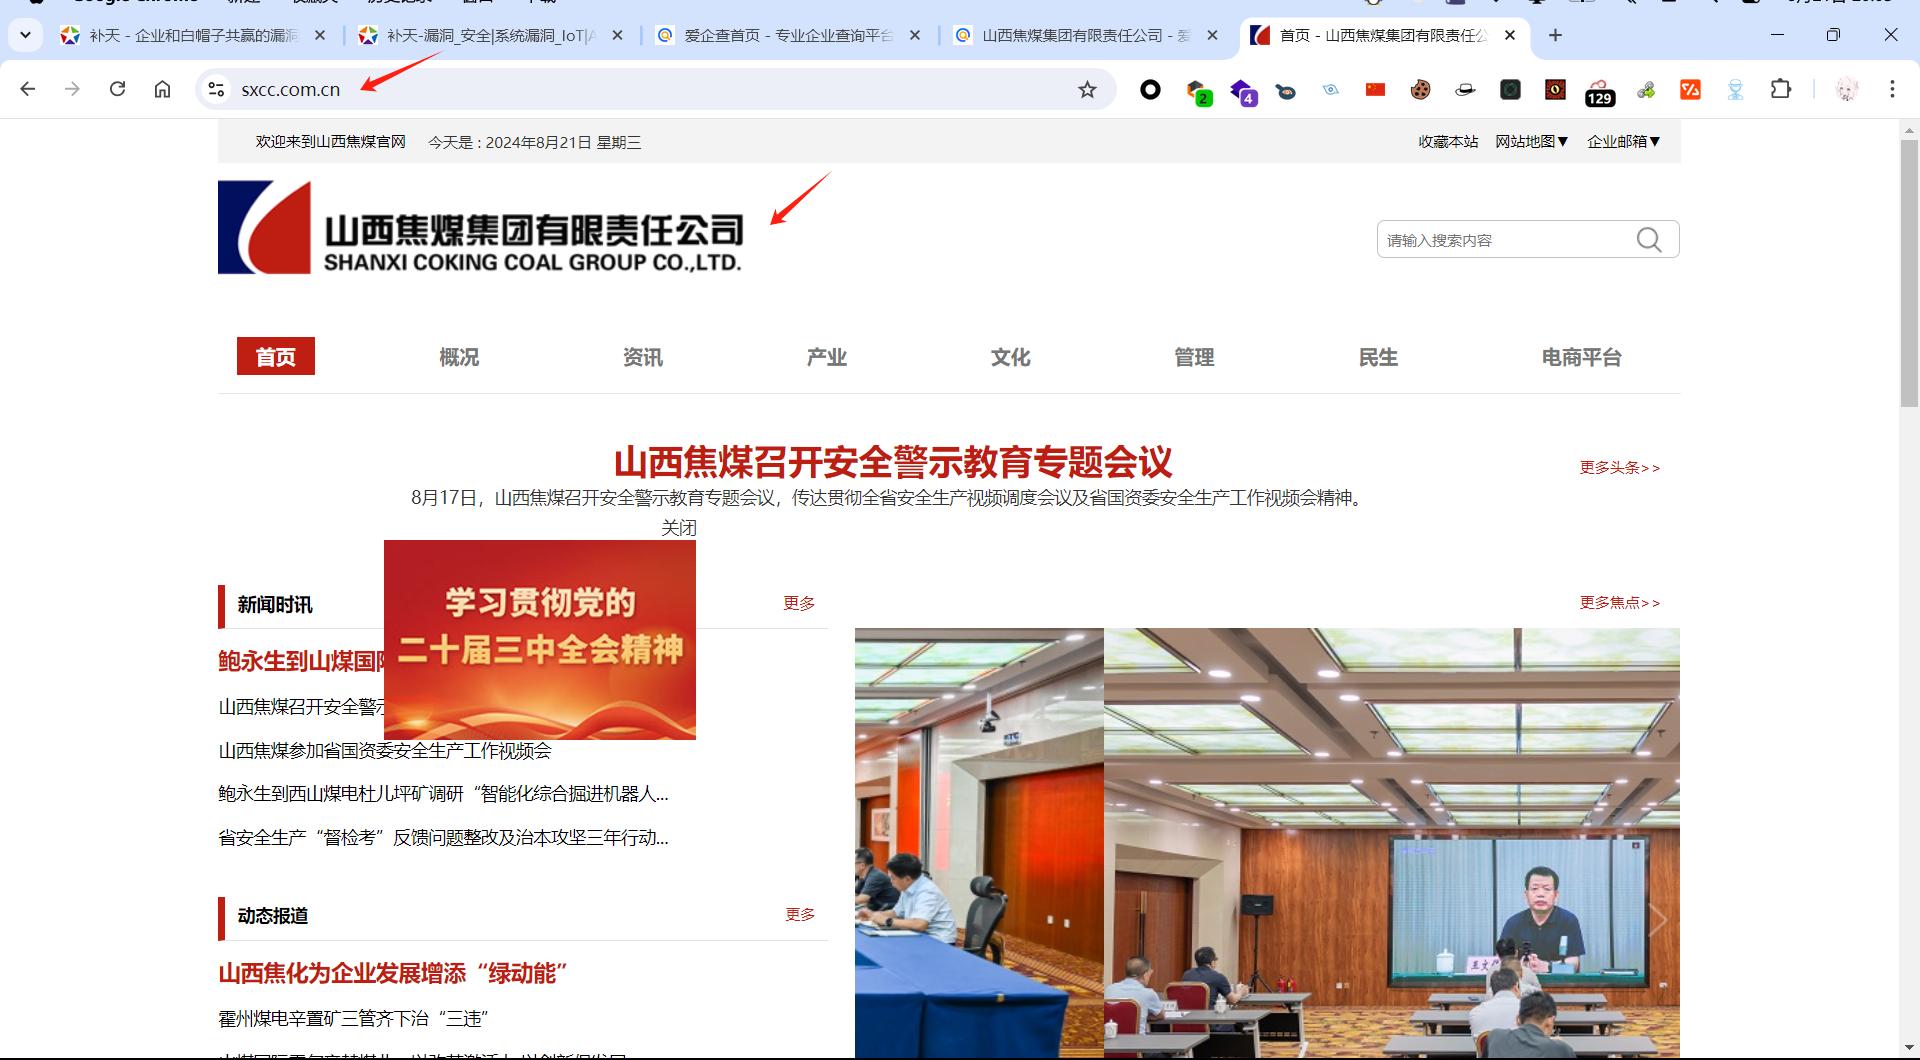 补天 - 企业和白帽子共赢的漏洞
补天-漏洞_安全|系统漏洞_IoT|A
爱企查首页 - 专业企业查询平台
山西焦煤集团有限责任公司 - 爱
首页 - 山西焦煤集团有限责任公
sxcc.com.cn
2
4
129
欢迎来到山西焦煤官网 今天是 : 2024年8月21日 星期三
收藏本站 网站地图▼ 企业邮箱▼
山西焦煤集团有限责任公司
SHANXI COKING COAL GROUP CO.,LTD.
请输入搜索内容
首页 概况 资讯 产业 文化 管理 民生 电商平台
山西焦煤召开安全警示教育专题会议
更多头条>>
8月17日，山西焦煤召开安全警示教育专题会议，传达贯彻全省安全生产视频调度会议及省国资委安全生产工作视频会精神。
关闭
学习贯彻党的
二十届三中全会精神
新闻时讯 更多
更多焦点>>
鲍永生到山煤国际
山西焦煤召开安全警示
山西焦煤参加省国资委安全生产工作视频会
鲍永生到西山煤电杜儿坪矿调研“智能化综合掘进机器人...
省安全生产“督检考”反馈问题整改及治本攻坚三年行动...
动态报道 更多
山西焦化为企业发展增添“绿动能”
霍州煤电辛置矿三管齐下治“三违”